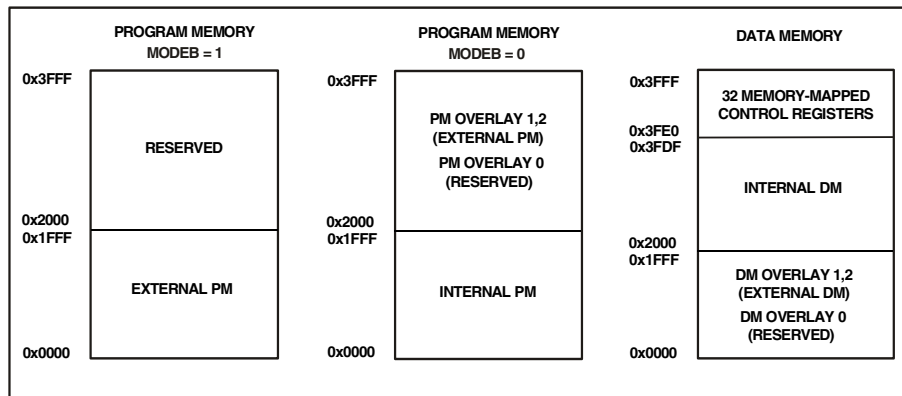 PROGRAM MEMORY
MODEB = 1
0x3FFF
RESERVED
0x2000
0x1FFF
EXTERNAL PM
0x0000
PROGRAM MEMORY
MODEB = 0
0x3FFF
PM OVERLAY 1,2
(EXTERNAL PM)
PM OVERLAY 0
(RESERVED)
0x2000
0x1FFF
INTERNAL PM
0x0000
DATA MEMORY
0x3FFF
32 MEMORY-MAPPED
CONTROL REGISTERS
0x3FE0
0x3FDF
INTERNAL DM
0x2000
0x1FFF
DM OVERLAY 1,2
(EXTERNAL DM)
DM OVERLAY 0
(RESERVED)
0x0000